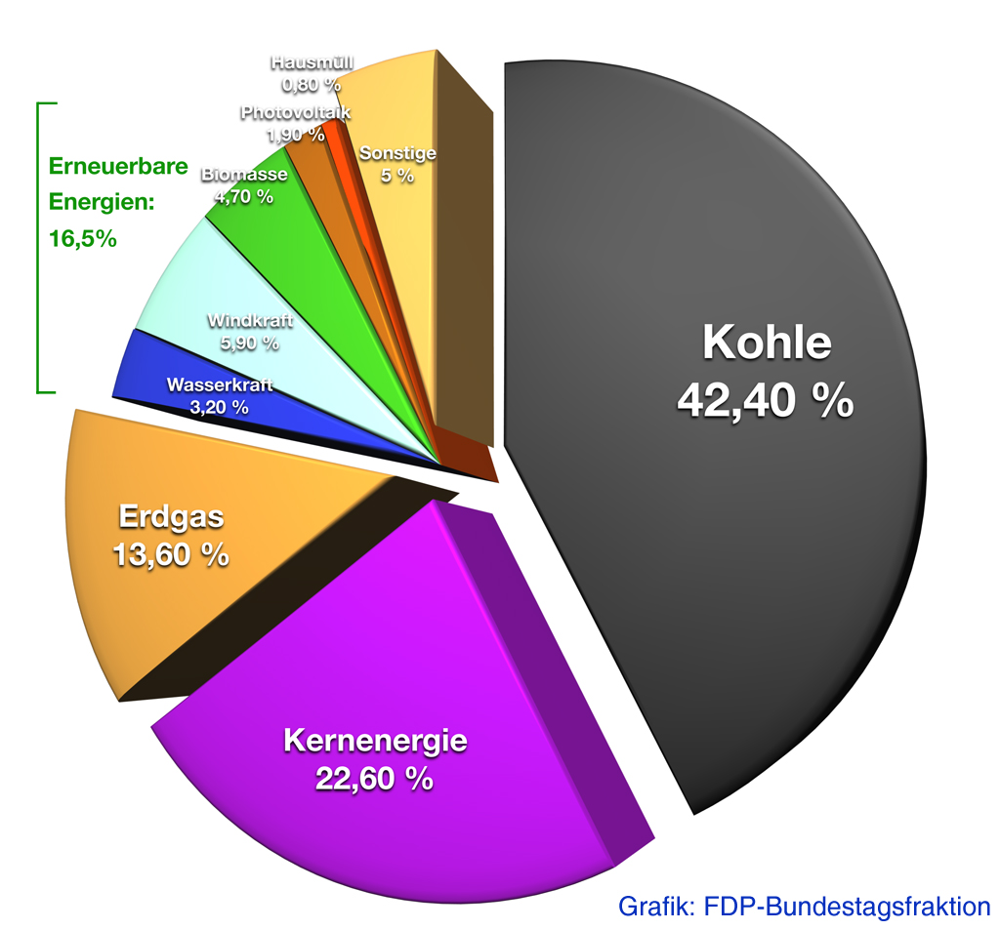 Hausmüll
0,80 %
Photovoltaik
1,90 %
Sonstige
5 %
Biomasse
4,70 %
Erneuerbare
Energien:
16,5%
Windkraft
5,90 %
Wasserkraft
3,20 %
Kohle
42,40 %
Erdgas
13,60 %
Kernenergie
22,60 %
Grafik: FDP-Bundestagsfraktion